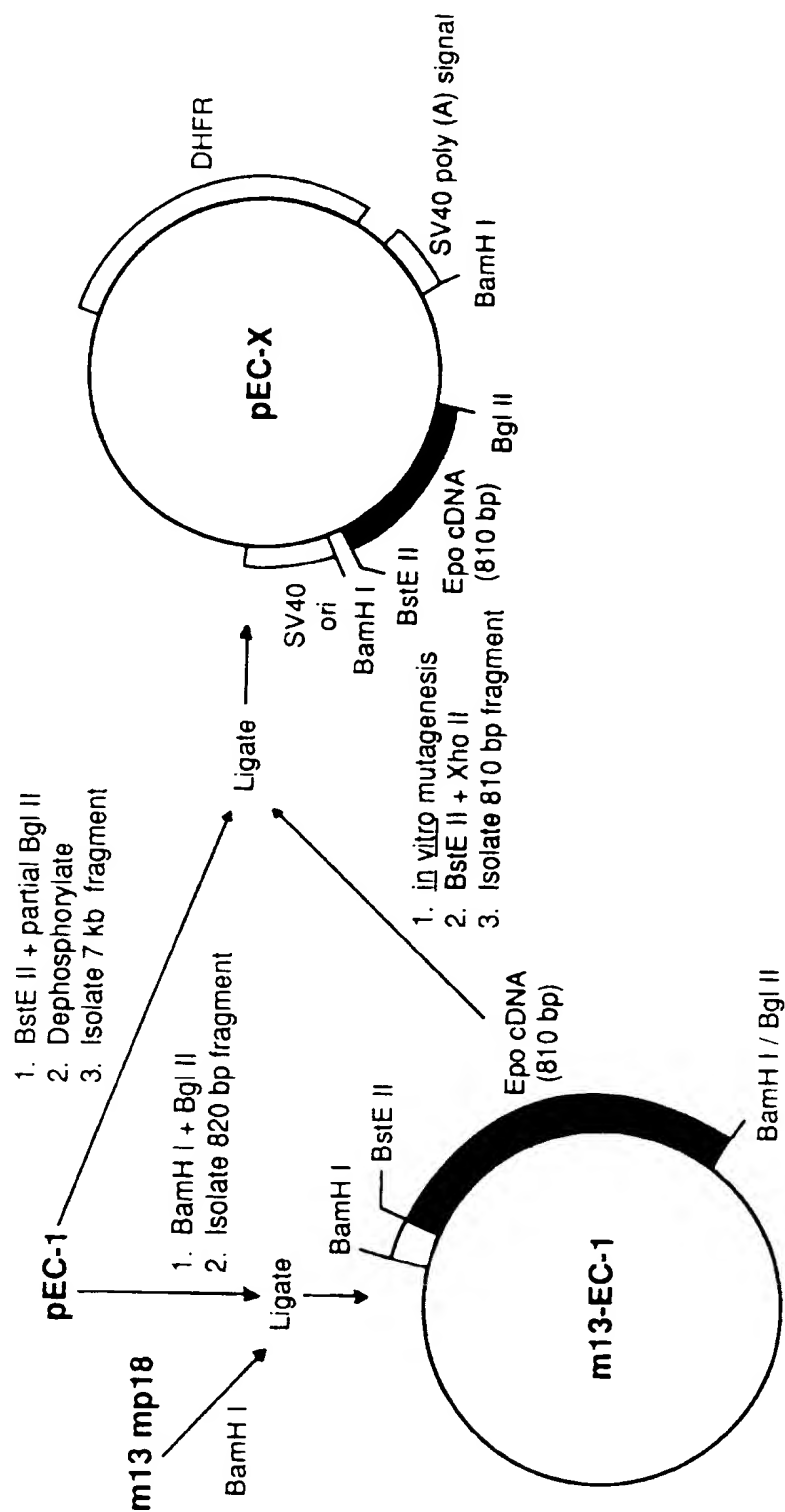 m13 mp18
BamH I
pEC-1
1. BamH I + Bgl II
2. Isolate 820 bp fragment
Ligate
1. BstE II + partial Bgl II
2. Dephosphorylate
3. Isolate 7 kb fragment
Ligate
m13-EC-1
BamH I
BstE II
Epo cDNA
(810 bp)
BamH I / Bgl II
1. in vitro mutagenesis
2. BstE II + Xho II
3. Isolate 810 bp fragment
pEC-X
SV40
ori
BamH I
BstE II
Epo cDNA
(810 bp)
Bgl II
BamH I
SV40 poly (A) signal
DHFR